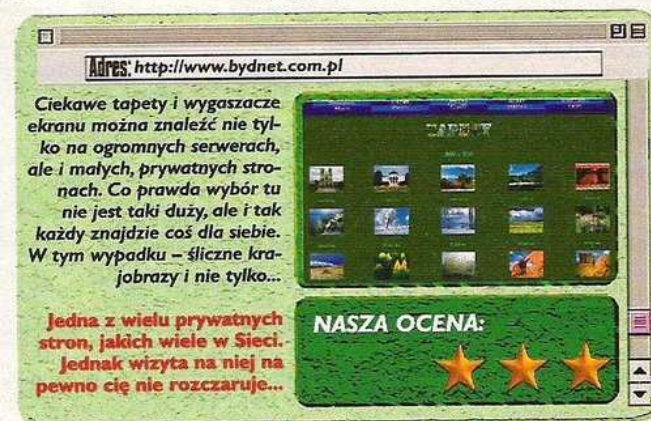 Adres: http://www.bydnet.com.pl
Ciekawe tapety i wygaszacze
ekranu można znaleźć nie tyl-
ko na ogromnych serwerach,
ale i małych, prywatnych stro-
nach. Co prawda wybór tu
nie jest taki duży, ale i tak
każdy znajdzie coś dla siebie.
W tym wypadku – śliczne kra-
jobrazy i nie tylko...
Jedna z wielu prywatnych
stron, jakich wiele w Sieci.
Jednak wizyta na niej na
pewno cię nie rozczaruje...
TAPETY
NASZA OCENA: